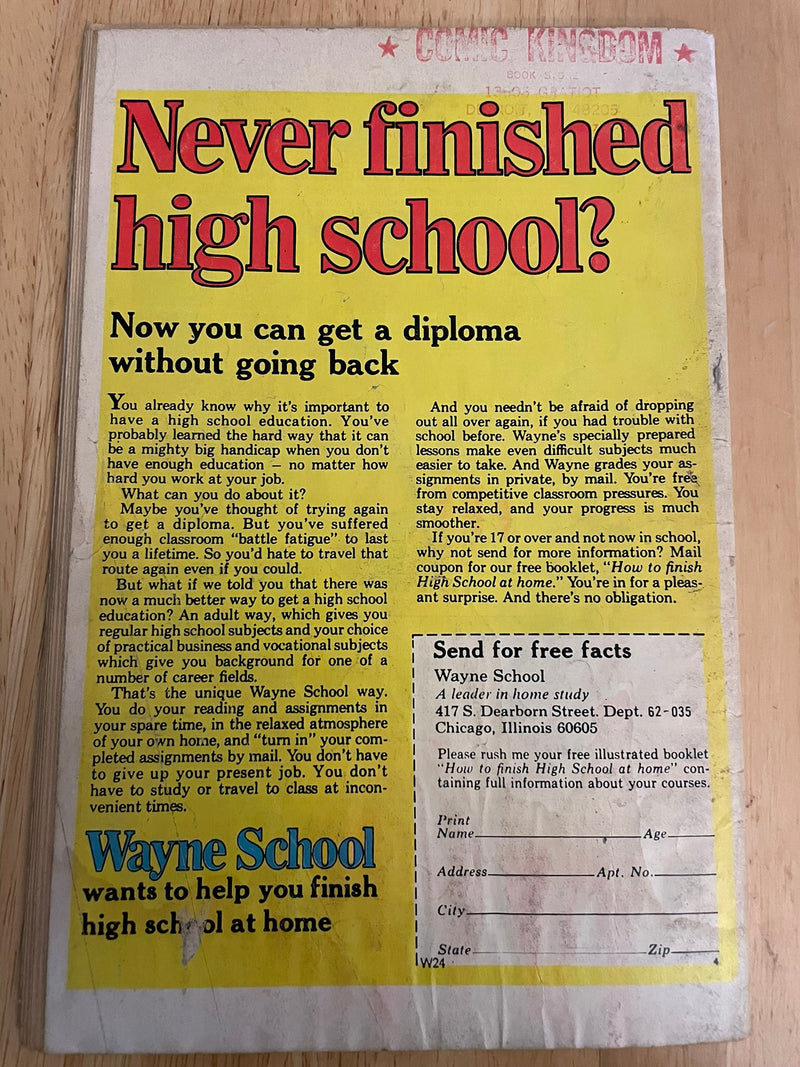 ★ COMIC KINGDOM ★
BOOK
GRATIOT
48205
Never finished
high school?
Now you can get a diploma
without going back
You already know why it's important to
have a high school education. You've
probably learned the hard way that it can
be a mighty big handicap when you don't
have enough education – no matter how
hard you work at your job.
What can you do about it?
Maybe you've thought of trying again
to get a diploma. But you've suffered
enough classroom "battle fatigue" to last
you a lifetime. So you'd hate to travel that
route again even if you could.
But what if we told you that there was
now a much better way to get a high school
education? An adult way, which gives you
regular high school subjects and your choice
of practical business and vocational subjects
which give you background for one of a
number of career fields.
That's the unique Wayne School way.
You do your reading and assignments in
your spare time, in the relaxed atmosphere
of your own home, and "turn in" your com-
pleted assignments by mail. You don't have
to give up your present job. You don't
have to study or travel to class at incon-
venient times.
Wayne School
wants to help you finish
high school at home
And you needn't be afraid of dropping
out all over again, if you had trouble with
school before. Wayne's specially prepared
lessons make even difficult subjects much
easier to take. And Wayne grades your as-
signments in private, by mail. You're free
from competitive classroom pressures. You
stay relaxed, and your progress is much
smoother.
If you're 17 or over and not now in school,
why not send for more information? Mail
coupon for our free booklet, "How to finish
High School at home." You're in for a pleas-
ant surprise. And there's no obligation.
Send for free facts
Wayne School
A leader in home study
417 S. Dearborn Street. Dept. 62-035
Chicago, Illinois 60605
Please rush me your free illustrated booklet
"How to finish High School at home" con-
taining full information about your courses.
Print
Name Age
Address Apt. No.
City
State Zip
W24 4